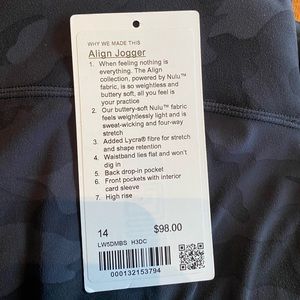 WHY WE MADE THIS
Align Jogger
1. When feeling nothing is
everything. The Align
collection, powered by Nulu™
fabric, is so weightless and
buttery soft, all you feel is
your practice
2. Our buttery-soft Nulu™ fabric
feels weightlessly light and is
sweat-wicking and four-way
stretch
3. Added Lycra® fibre for stretch
and shape retention
4. Waistband lies flat and won't
dig in
5. Back drop-in pocket
6. Front pockets with interior
card sleeve
7. High rise
14 $98.00
LW5DMBS H3DC
000132153794